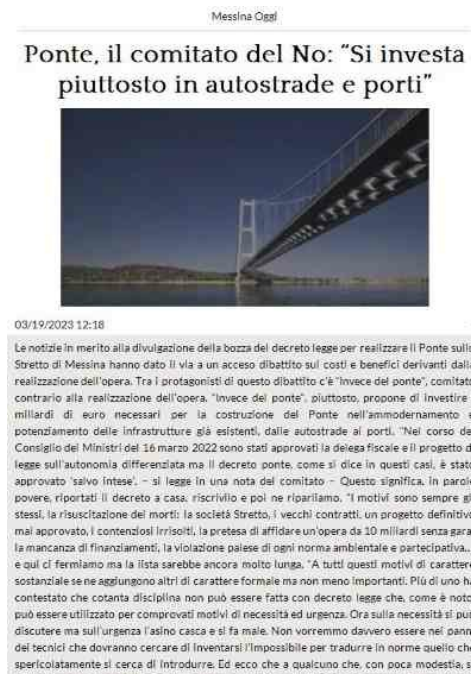 Messina Oggi
Ponte, il comitato del No: “Si investa
piuttosto in autostrade e porti”
03/19/2023 12:18
Le notizie in merito alla divulgazione della bozza del decreto legge per realizzare il Ponte sullo
Stretto di Messina hanno dato il via a un acceso dibattito sui costi e benefici derivanti dalla
realizzazione dell'opera. Tra i protagonisti di questo dibattito c'è "Invece del ponte", comitato
contrario alla realizzazione dell'opera. "Invece del ponte", piuttosto, propone di investire i
miliardi di euro necessari per la costruzione del Ponte nell'ammodernamento e
potenziamento delle infrastrutture già esistenti, dalle autostrade ai porti. "Nel corso del
Consiglio dei Ministri del 16 marzo 2022 sono stati approvati la delega fiscale e il progetto di
legge sull'autonomia differenziata ma il decreto ponte, come si dice in questi casi, è stato
approvato 'salvo intese'. – si legge in una nota del comitato – Questo significa, in parole
povere, riportati il decreto a casa, riscrivilo e poi ne riparliamo. "I motivi sono sempre gli
stessi, la risuscitazione dei morti: la società Stretto, i vecchi contratti, un progetto definitivo
mai approvato, i contenziosi irrisolti, la pretesa di affidare un'opera da 10 miliardi senza gara,
la mancanza di finanziamenti, la violazione palese di ogni norma ambientale e partecipativa...
e qui ci fermiamo ma la lista sarebbe ancora molto lunga. "A tutti questi motivi di carattere
sostanziale se ne aggiungono altri di carattere formale ma non meno importanti. Più di uno ha
contestato che cotanta disciplina non può essere fatta con decreto legge che, come è noto,
può essere utilizzato per comprovati motivi di necessità ed urgenza. Ora sulla necessità si può
discutere ma sull'urgenza l'asino casca e si fa male. Non vorremmo davvero essere nei panni
dei tecnici che dovranno cercare di inventarsi l'impossibile per tradurre in norme quello che
spericolatamente si cerca di introdurre. Ed ecco che a qualcuno che, con poca modestia, si